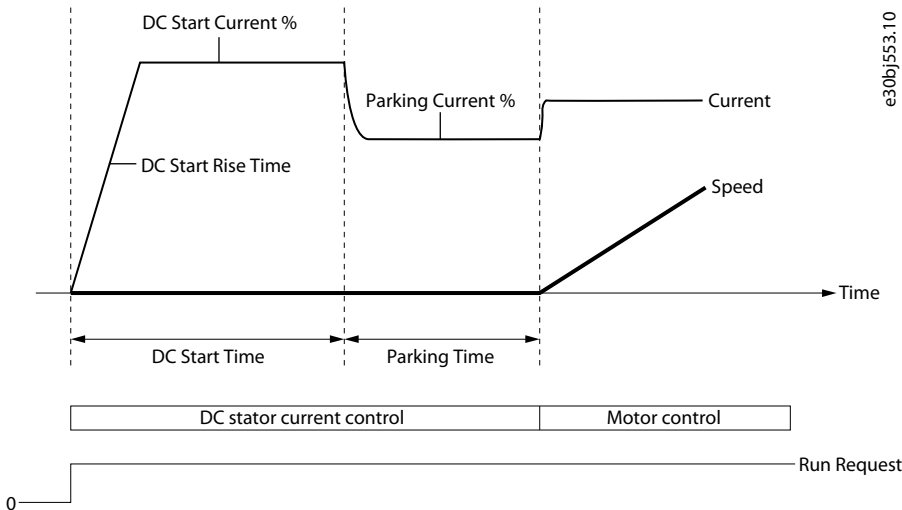 DC Start Current %
e30bj553.10
Parking Current %
Current
DC Start Rise Time
Speed
Time
DC Start Time
Parking Time
DC stator current control
Motor control
Run Request
0